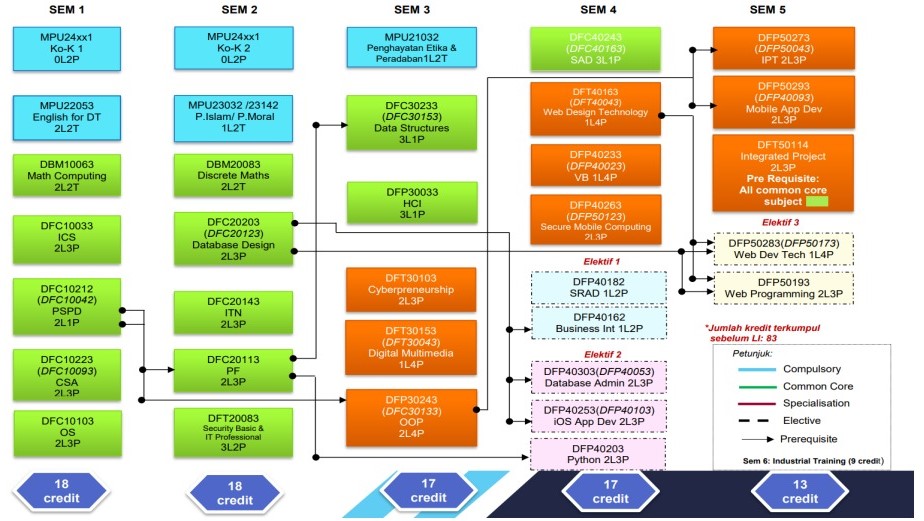 SEM 1
MPU24xx1
Ko-K 1
0L2P
MPU22053
English for DT
2L2T
DBM10063
Math Computing
2L2T
DFC10033
ICS
2L3P
DFC10212
(DFC10042)
PSPD
2L1P
DFC10223
(DFC10093)
CSA
2L3P
DFC10103
OS
2L3P
18
credit
SEM 2
MPU24xx1
Ko-K 2
0L2P
MPU23032 /23142
P.Islam/ P.Moral
1L2T
DBM20083
Discrete Maths
2L2T
DFC20203
(DFC20123)
Database Design
2L3P
DFC20143
ITN
2L3P
DFC20113
PF
2L3P
DFT20083
Security Basic &
IT Professional
3L2P
18
credit
SEM 3
MPU21032
Penghayatan Etika &
Peradaban1L2T
DFC30233
(DFC30153)
Data Structures
3L1P
DFP30033
HCI
3L1P
DFT30103
Cyberpreneurship
2L3P
DFT30153
(DFT30043)
Digital Multimedia
1L4P
DFP30243
(DFC30133)
OOP
2L4P
17
credit
SEM 4
DFC40243
(DFC40163)
SAD 3L1P
DFT40163
(DFT40043)
Web Design Technology
1L4P
DFP40233
(DFP40023)
VB 1L4P
DFP40263
(DFP50123)
Secure Mobile Computing
2L3P
Elektif 1
DFP40182
SRAD 1L2P
DFP40162
Business Int 1L2P
Elektif 2
DFP40303(DFP40053)
Database Admin 2L3P
DFP40253(DFP40103)
iOS App Dev 2L3P
DFP40203
Python 2L3P
17
credit
SEM 5
DFP50273
(DFP50043)
IPT 2L3P
DFP50293
(DFP40093)
Mobile App Dev
2L3P
DFT50114
Integrated Project
2L3P
Pre Requisite:
All common core
subject
Elektif 3
DFP50283(DFP50173)
Web Dev Tech 1L4P
DFP50193
Web Programming 2L3P
*Jumlah kredit terkumpul
sebelum LI: 83
Petunjuk:
Compulsory
Common Core
Specialisation
Elective
Prerequisite
Sem 6: Industrial Training (9 credit)
13
credit